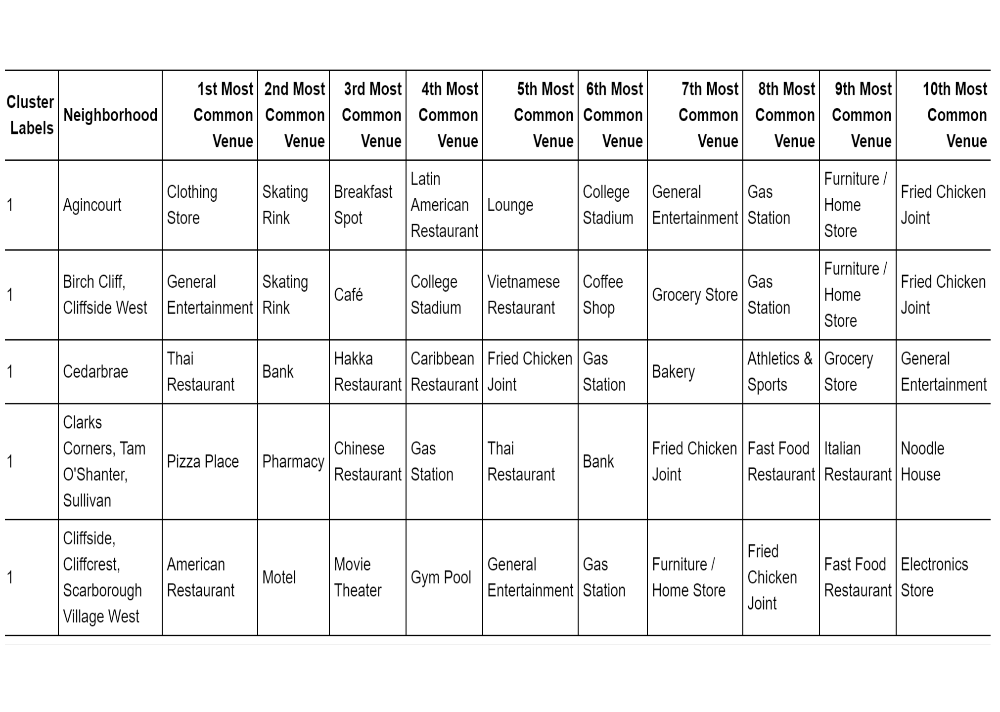 Cluster Labels Neighborhood 1st Most Common Venue 2nd Most Common Venue 3rd Most Common Venue 4th Most Common Venue 5th Most Common Venue 6th Most Common Venue 7th Most Common Venue 8th Most Common Venue 9th Most Common Venue 10th Most Common Venue
1 Agincourt Clothing Store Skating Rink Breakfast Spot Latin American Restaurant Lounge College Stadium General Entertainment Gas Station Furniture / Home Store Fried Chicken Joint
1 Birch Cliff, Cliffside West General Entertainment Skating Rink Café College Stadium Vietnamese Restaurant Coffee Shop Grocery Store Gas Station Furniture / Home Store Fried Chicken Joint
1 Cedarbrae Thai Restaurant Bank Hakka Restaurant Caribbean Restaurant Fried Chicken Joint Gas Station Bakery Athletics & Sports Grocery Store General Entertainment
1 Clarks Corners, Tam O'Shanter, Sullivan Pizza Place Pharmacy Chinese Restaurant Gas Station Thai Restaurant Bank Fried Chicken Joint Fast Food Restaurant Italian Restaurant Noodle House
1 Cliffside, Cliffcrest, Scarborough Village West American Restaurant Motel Movie Theater Gym Pool General Entertainment Gas Station Furniture / Home Store Fried Chicken Joint Fast Food Restaurant Electronics Store